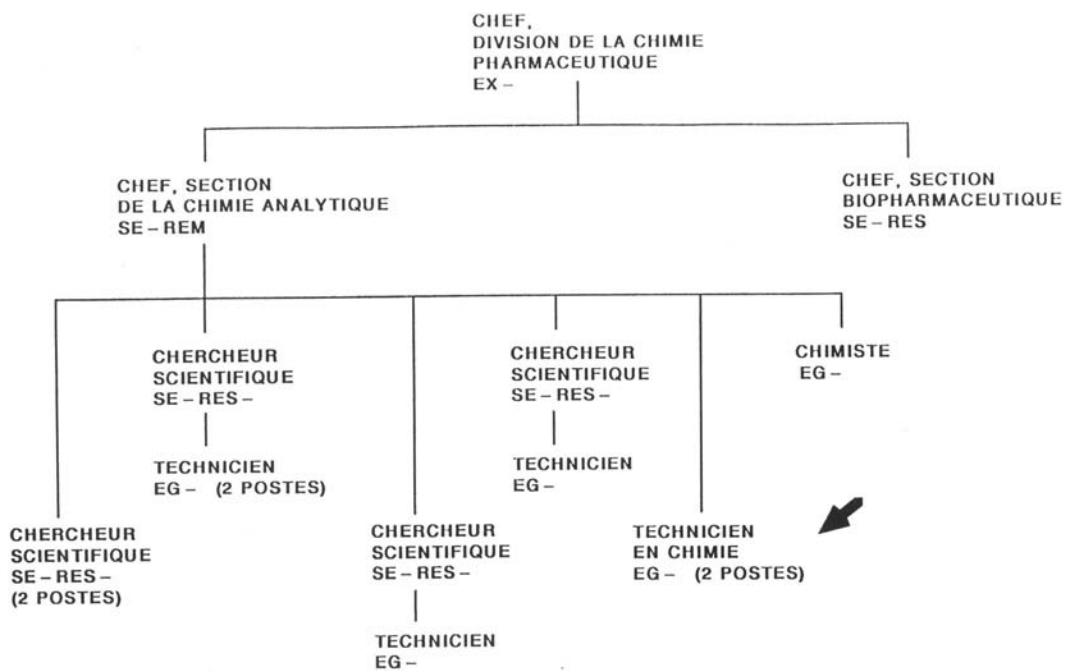 CHEF,
DIVISION DE LA CHIMIE
PHARMACEUTIQUE
EX –
CHEF, SECTION
DE LA CHIMIE ANALYTIQUE
SE – REM
CHEF, SECTION
BIOPHARMACEUTIQUE
SE – RES
CHERCHEUR
SCIENTIFIQUE
SE – RES –
TECHNICIEN
EG – (2 POSTES)
CHERCHEUR
SCIENTIFIQUE
SE – RES –
TECHNICIEN
EG –
CHIMISTE
EG –
CHERCHEUR
SCIENTIFIQUE
SE – RES –
(2 POSTES)
CHERCHEUR
SCIENTIFIQUE
SE – RES –
TECHNICIEN
EG –
TECHNICIEN
EN CHIMIE
EG – (2 POSTES)